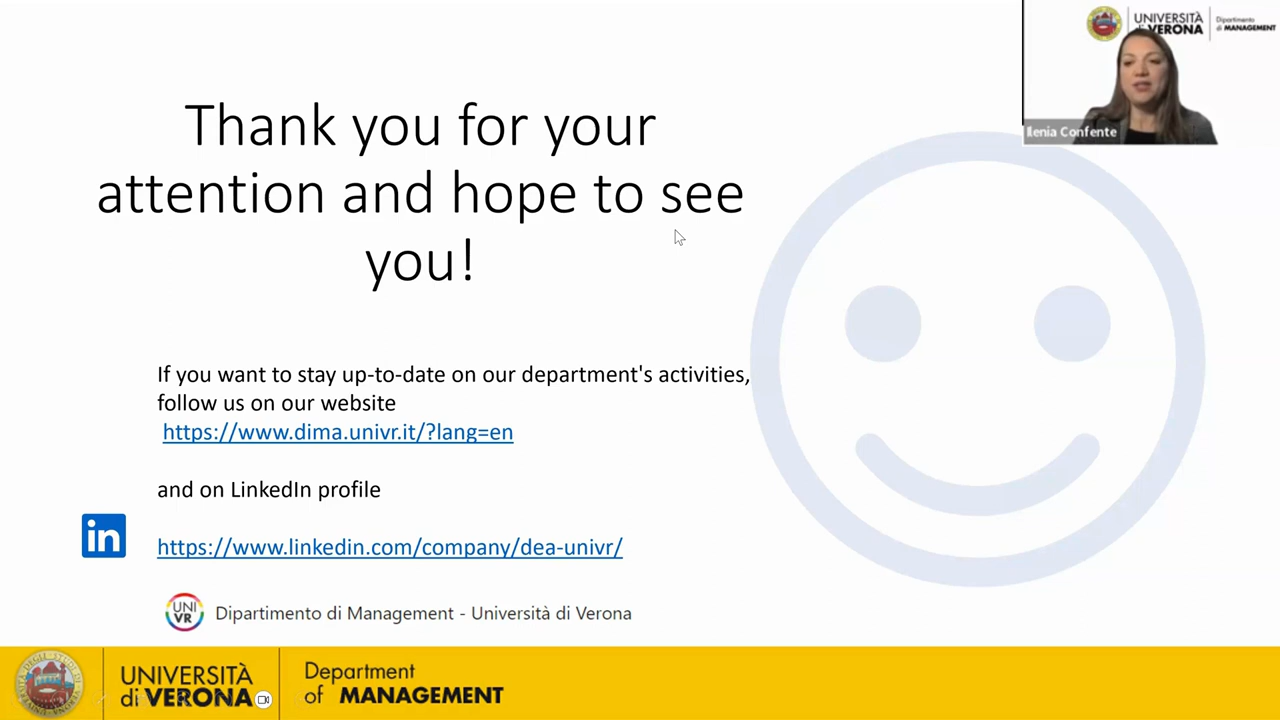 UNIVERSITÀ
di VERONA
Dipartimento
di MANAGEMENT
Ilenia Confente
Thank you for your
attention and hope to see
you!
If you want to stay up-to-date on our department's activities,
follow us on our website
https://www.dima.univr.it/?lang=en
and on LinkedIn profile
in
https://www.linkedin.com/company/dea-univr/
UNI
VR
Dipartimento di Management - Università di Verona
UNIVERSITÀ
di VERONA
Department
of MANAGEMENT